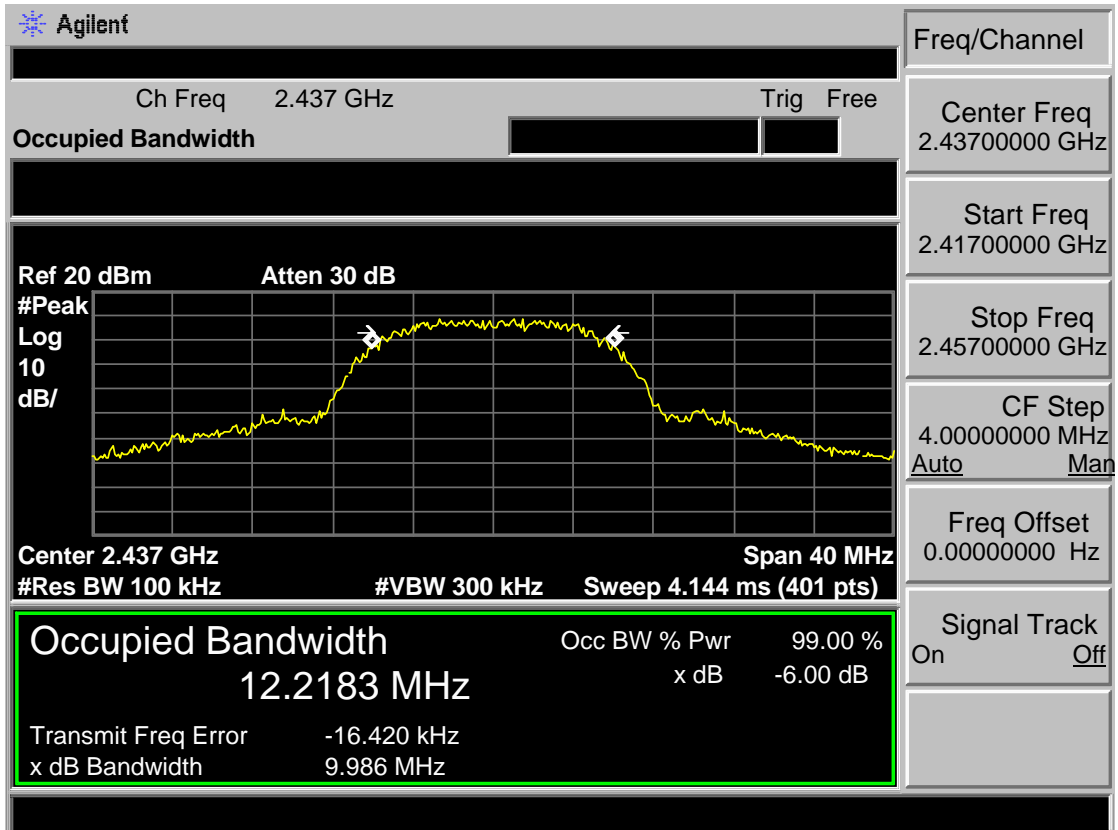 Agilent
Ch Freq 2.437 GHz Trig Free
Occupied Bandwidth
Ref 20 dBm Atten 30 dB
#Peak
Log
10
dB/
Center 2.437 GHz Span 40 MHz
#Res BW 100 kHz #VBW 300 kHz Sweep 4.144 ms (401 pts)
Occupied Bandwidth
12.2183 MHz
Occ BW % Pwr 99.00 %
x dB -6.00 dB
Transmit Freq Error -16.420 kHz
x dB Bandwidth 9.986 MHz
Freq/Channel
Center Freq
2.43700000 GHz
Start Freq
2.41700000 GHz
Stop Freq
2.45700000 GHz
CF Step
4.00000000 MHz
Auto Man
Freq Offset
0.00000000 Hz
Signal Track
On Off